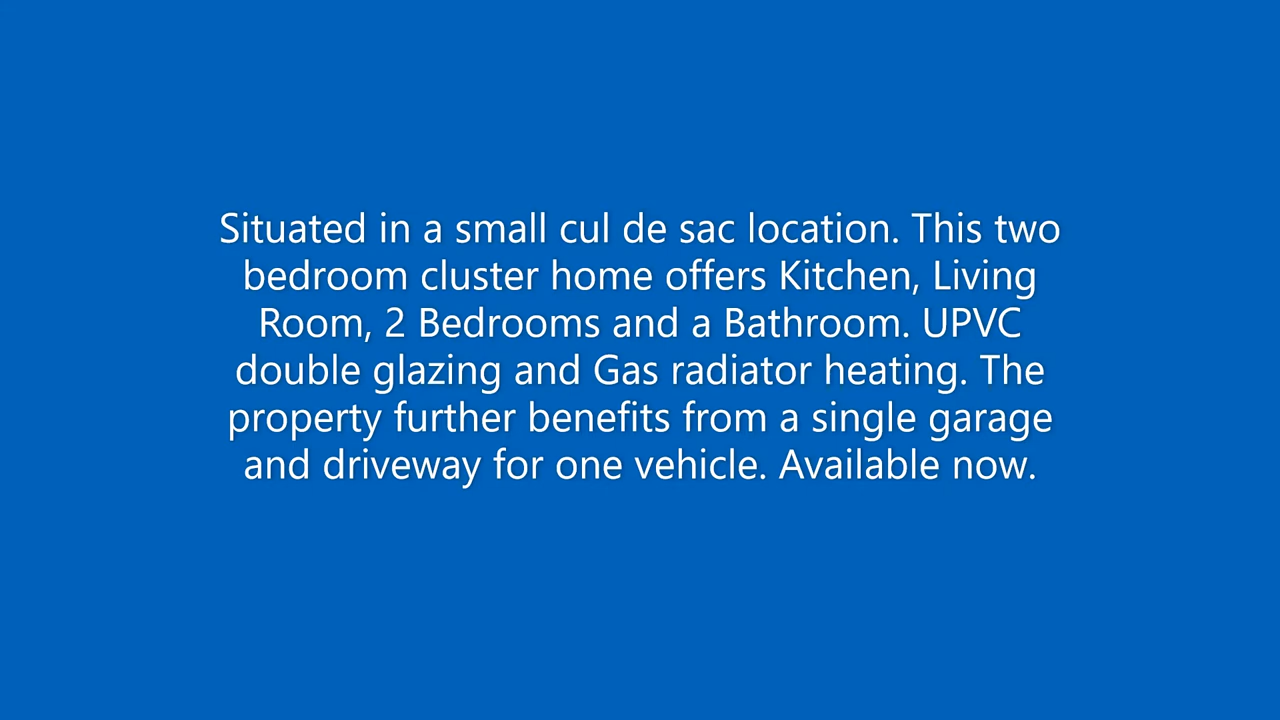 Situated in a small cul de sac location. This two
bedroom cluster home offers Kitchen, Living
Room, 2 Bedrooms and a Bathroom. UPVC
double glazing and Gas radiator heating. The
property further benefits from a single garage
and driveway for one vehicle. Available now.